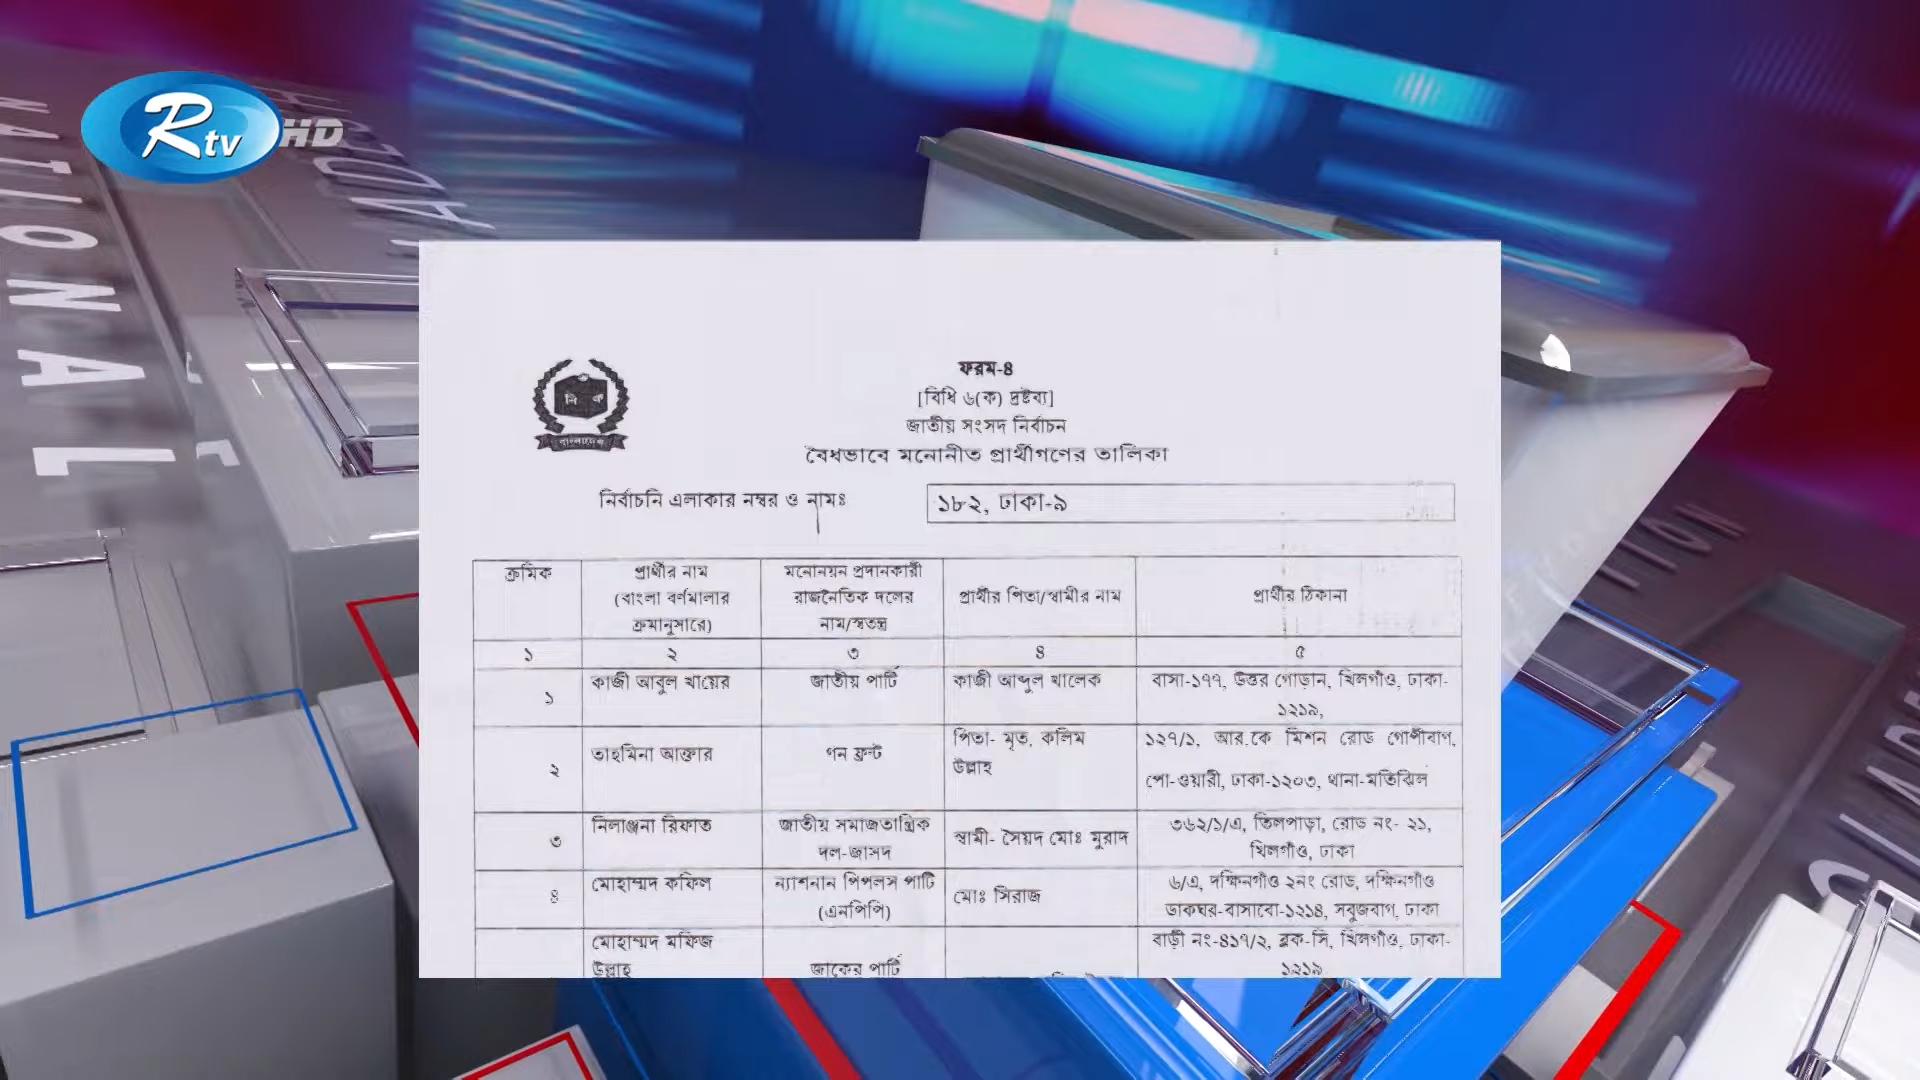 Rtv HD
NATIONAL
ফরম-৪
[বিধি ৬(ক) দ্রষ্টব্য]
জাতীয় সংসদ নির্বাচন
বৈধভাবে মনোনীত প্রার্থীগণের তালিকা
নির্বাচনি এলাকার নম্বর ও নামঃ
১৮২, ঢাকা-৯
ক্রমিক
প্রার্থীর নাম
(বাংলা বর্ণমালার
ক্রমানুসারে)
মনোনয়ন প্রদানকারী
রাজনৈতিক দলের
নাম/স্বতন্ত্র
প্রার্থীর পিতা/স্বামীর নাম
প্রার্থীর ঠিকানা
১ ২ ৩ ৪ ৫
১
কাজী আবুল খায়ের
জাতীয় পার্টি
কাজী আব্দুল খালেক
বাসা-১৭৭, উত্তর গোড়ান, খিলগাঁও, ঢাকা-
১২১৯,
২
তাহমিনা আক্তার
গন ফ্রন্ট
পিতা- মৃত, কলিম
উল্লাহ
১২৭/১, আর.কে মিশন রোড গোপীবাগ,
পো-ওয়ারী, ঢাকা-১২০৩, থানা-মতিঝিল
৩
নিলাঞ্জনা রিফাত
জাতীয় সমাজতান্ত্রিক
দল-জাসদ
স্বামী- সৈয়দ মোঃ মুরাদ
৩৬২/১/এ, তিলপাড়া, রোড নং- ২১,
খিলগাঁও, ঢাকা
৪
মোহাম্মদ কফিল
ন্যাশনাল পিপলস পার্টি
(এনপিপি)
মোঃ সিরাজ
৬/এ, দক্ষিনগাঁও ২নং রোড, দক্ষিনগাঁও
ডাকঘর-বাসাবো-১২১৪, সবুজবাগ, ঢাকা
মোহাম্মদ মফিজ
উল্লাহ
জাকের পার্টি
বাড়ী নং-৪১৭/২, ব্লক-সি, খিলগাঁও, ঢাকা-
১২১৯